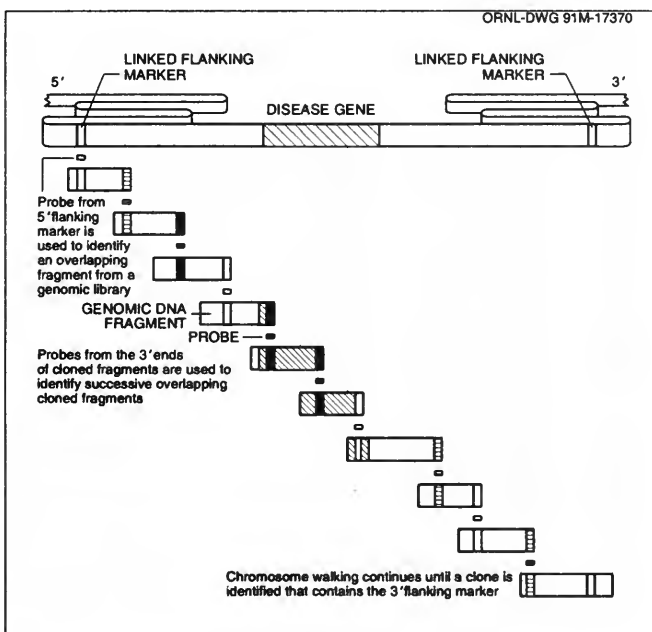 ORNL-DWG 91M-17370
LINKED FLANKING
MARKER
LINKED FLANKING
MARKER
5'
3'
DISEASE GENE
Probe from
5'flanking
marker is
used to identify
an overlapping
fragment from a
genomic library
GENOMIC DNA
FRAGMENT
PROBE
Probes from the 3'ends
of cloned fragments are used to
identify successive overlapping
cloned fragments
Chromosome walking continues until a clone is
identified that contains the 3'flanking marker